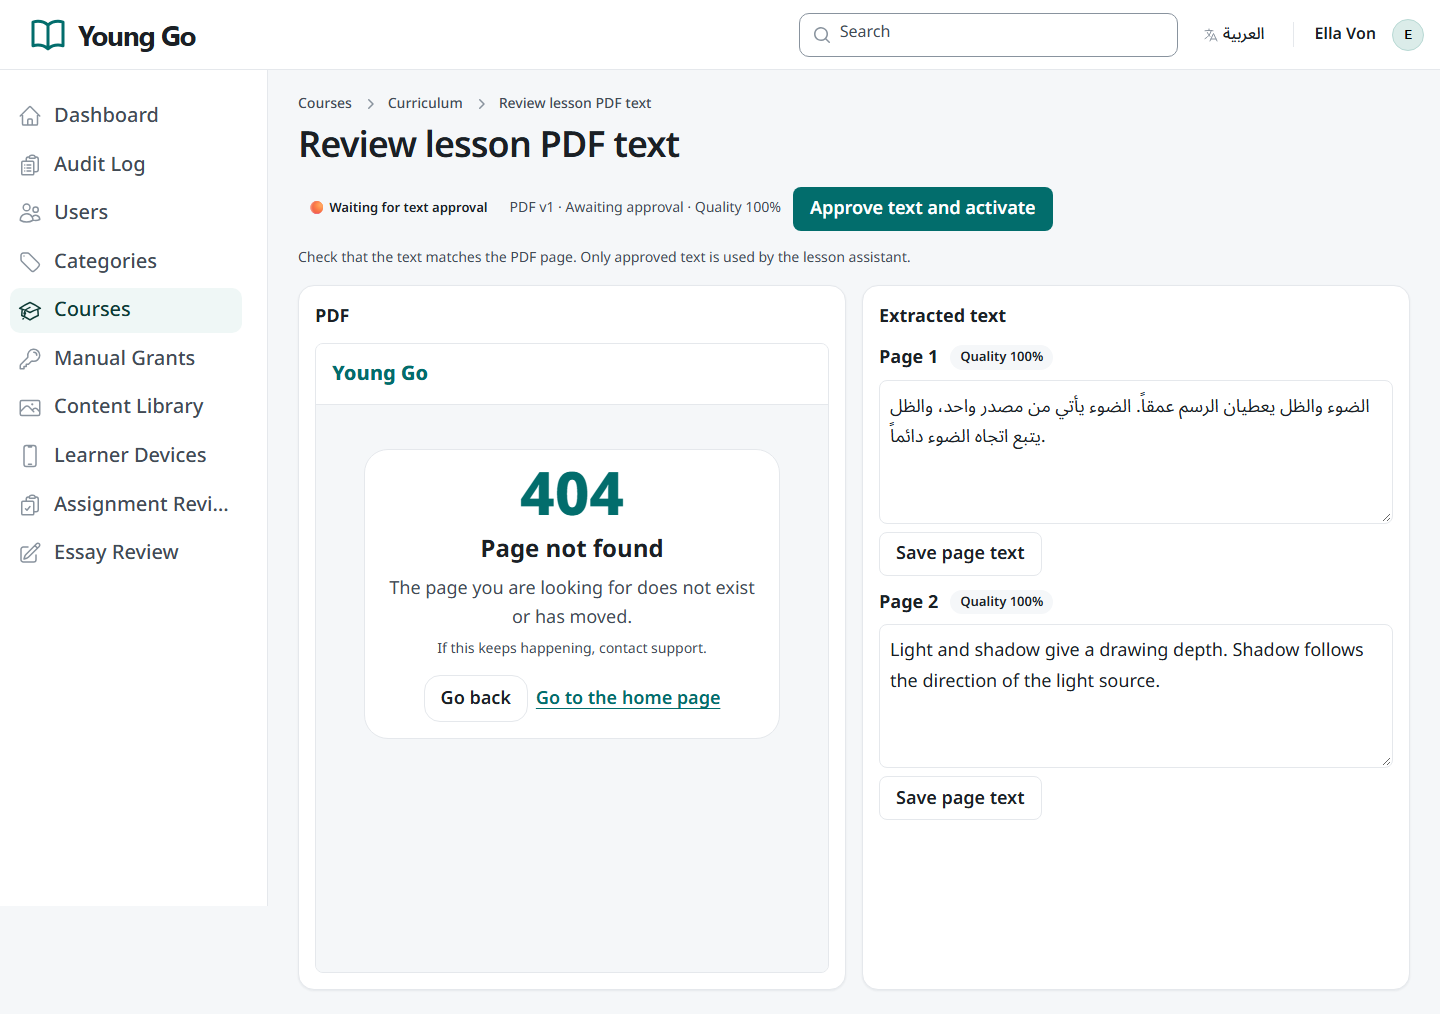 Young Go
Search
العربية
Ella Von
E
Dashboard
Audit Log
Users
Categories
Courses
Manual Grants
Content Library
Learner Devices
Assignment Revi...
Essay Review
Courses > Curriculum > Review lesson PDF text
Review lesson PDF text
Waiting for text approval
PDF v1 · Awaiting approval · Quality 100%
Approve text and activate
Check that the text matches the PDF page. Only approved text is used by the lesson assistant.
PDF
Young Go
404
Page not found
The page you are looking for does not exist
or has moved.
If this keeps happening, contact support.
Go back
Go to the home page
Extracted text
Page 1
Quality 100%
الضوء والظل يعطيان الرسم عمقاً. الضوء يأتي من مصدر واحد، والظل
يتبع اتجاه الضوء دائماً.
Save page text
Page 2
Quality 100%
Light and shadow give a drawing depth. Shadow follows
the direction of the light source.
Save page text